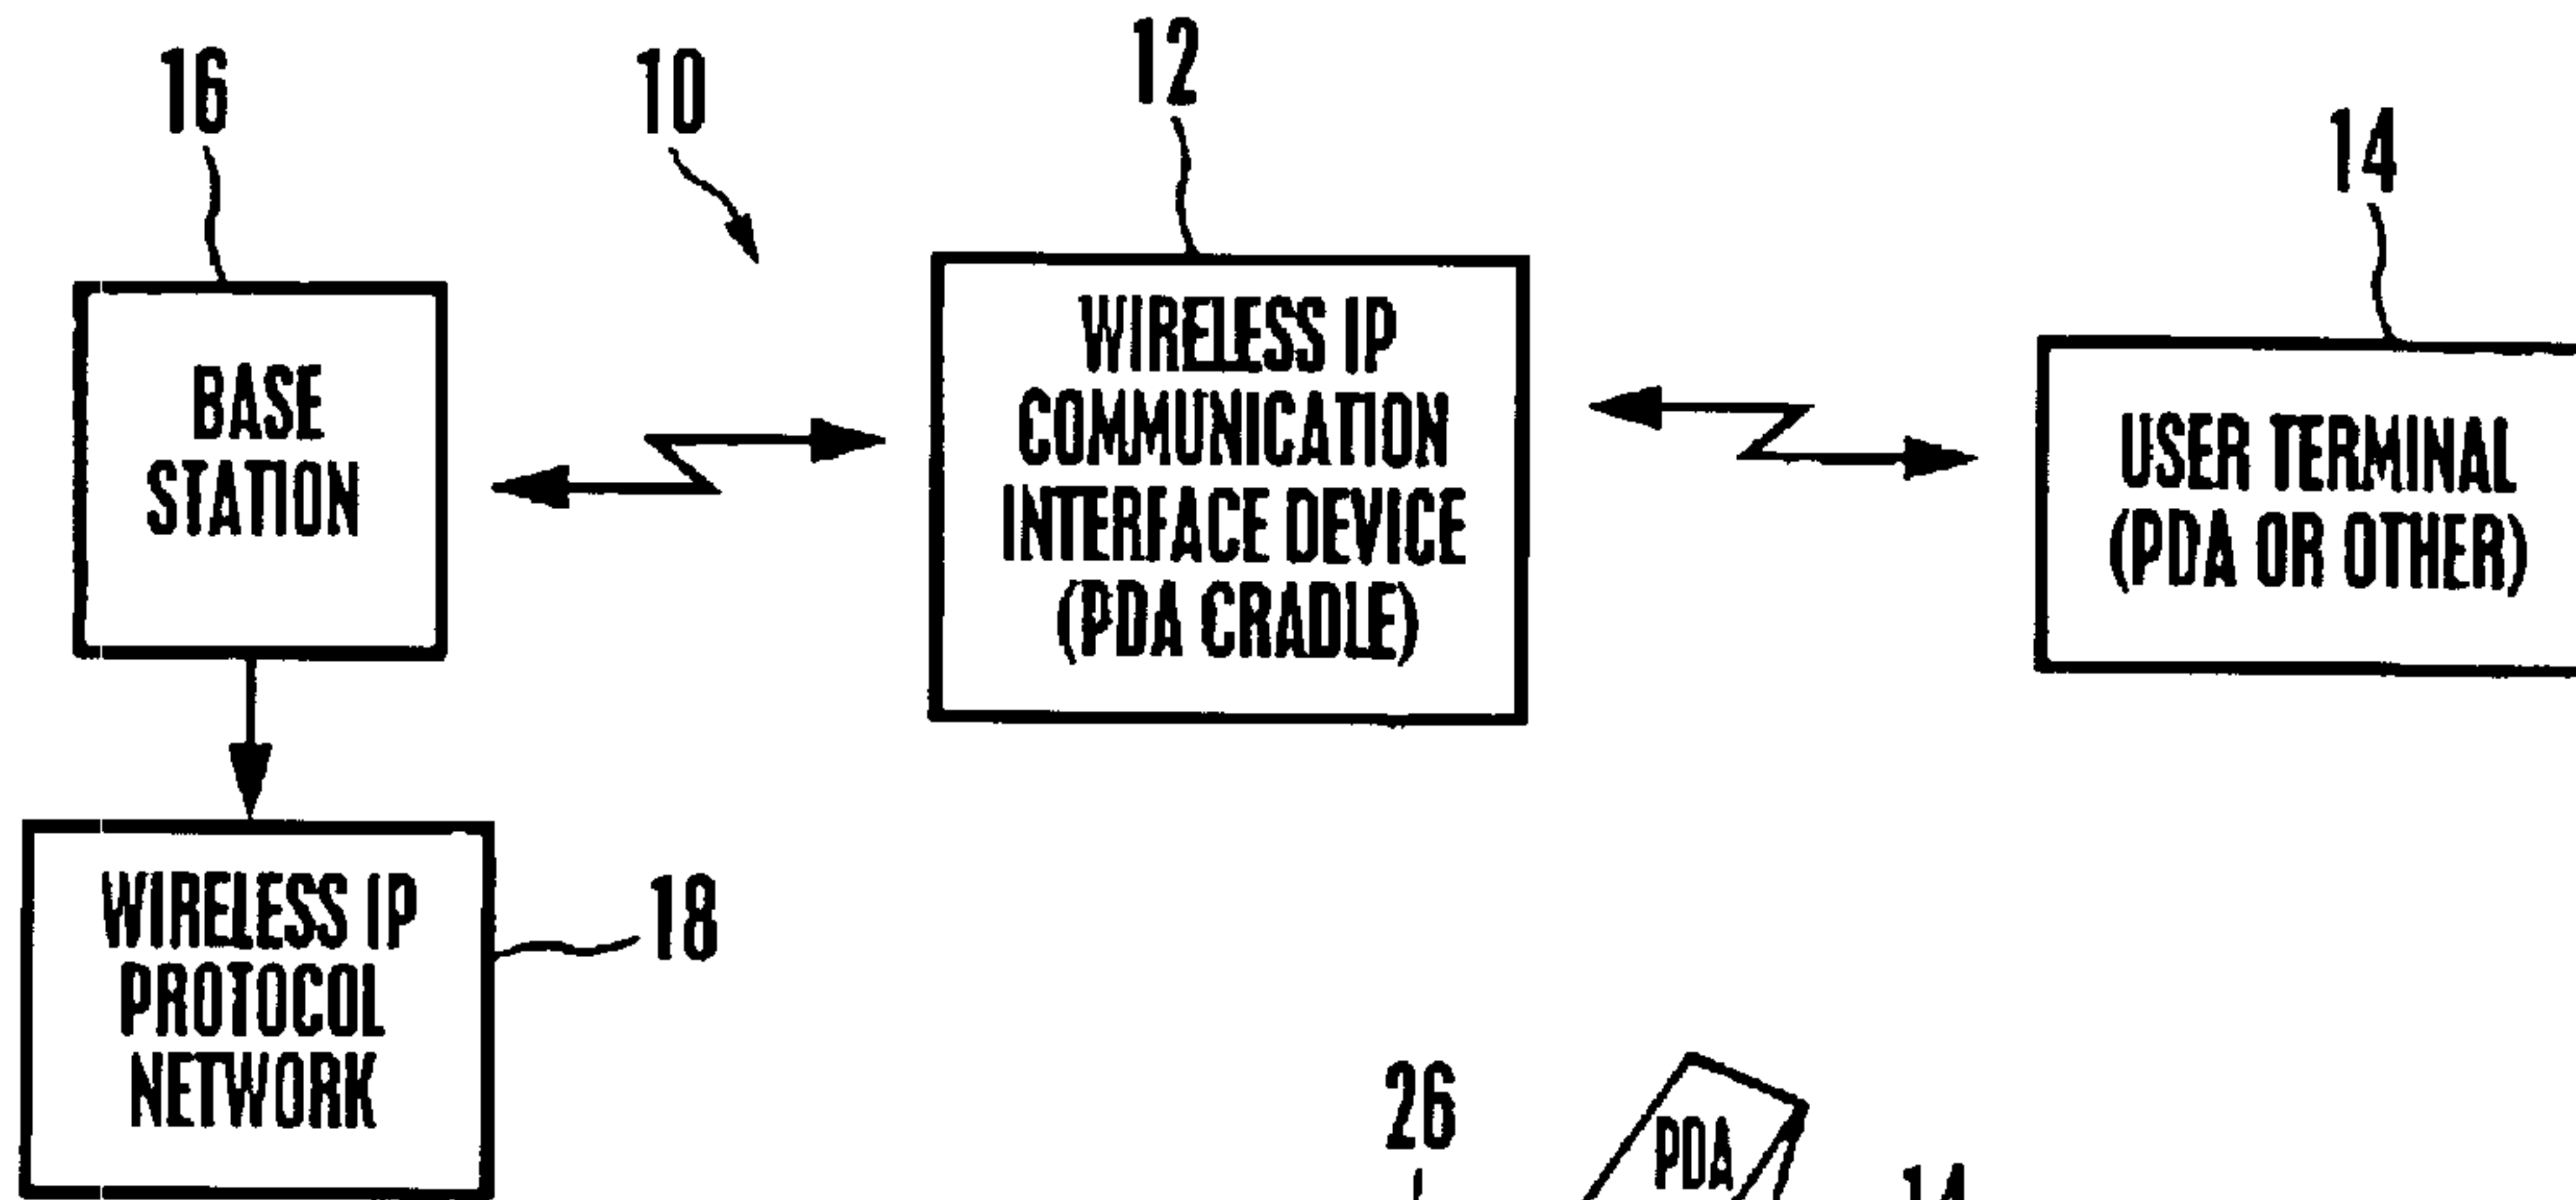 16
10
12
14
BASE
STATION
WIRELESS IP
COMMUNICATION
INTERFACE DEVICE
(PDA CRADLE)
USER TERMINAL
(PDA OR OTHER)
WIRELESS IP
PROTOCOL
NETWORK
18
26
PDA
14